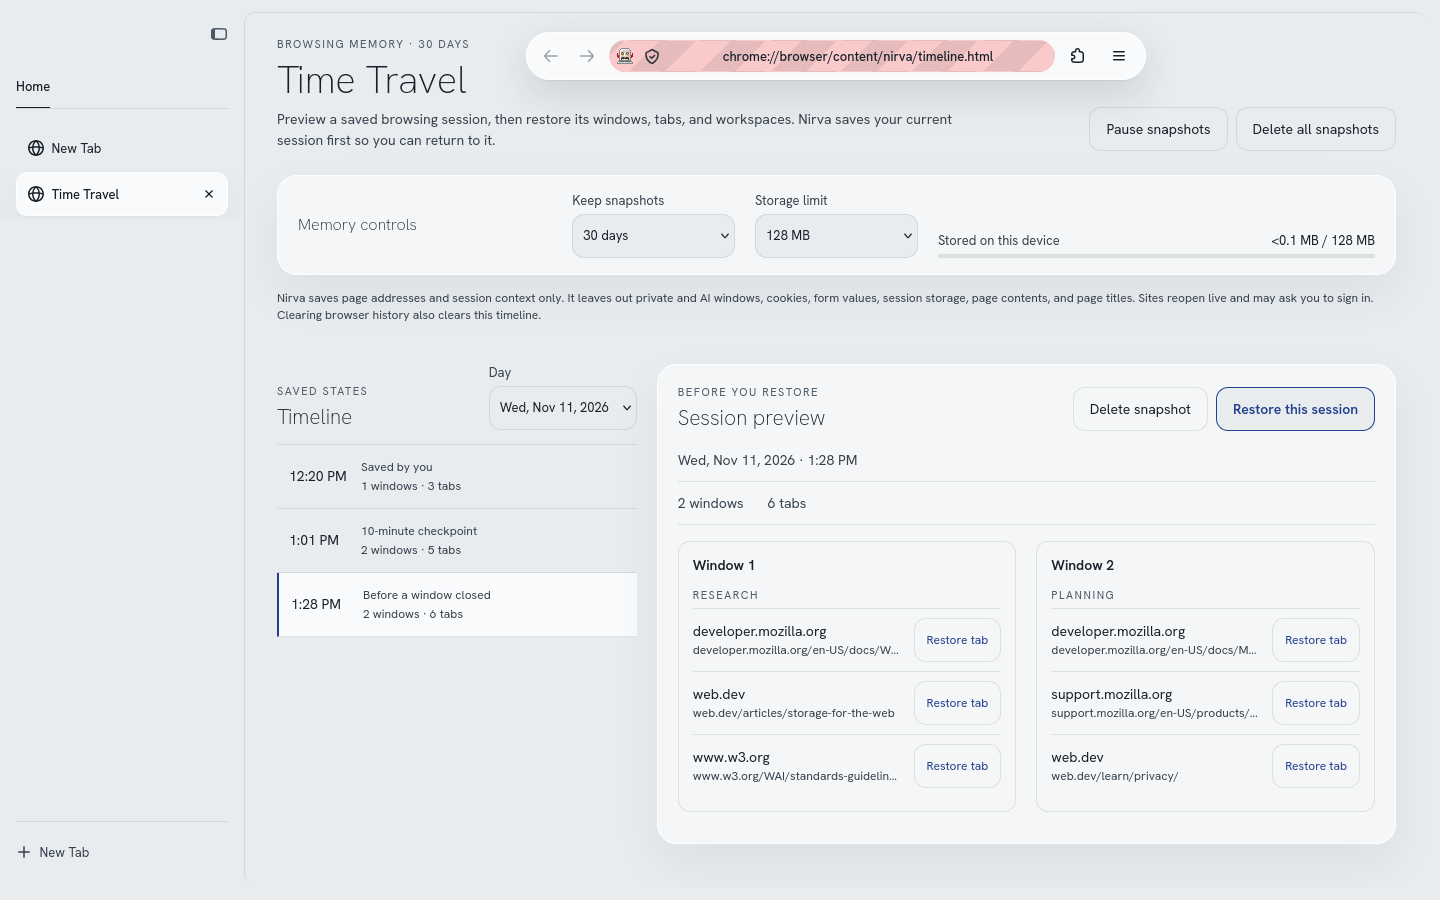 Home
New Tab
Time Travel
New Tab
chrome://browser/content/nirva/timeline.html
BROWSING MEMORY · 30 DAYS
Time Travel
Preview a saved browsing session, then restore its windows, tabs, and workspaces. Nirva saves your current
session first so you can return to it.
Pause snapshots
Delete all snapshots
Memory controls
Keep snapshots
30 days
Storage limit
128 MB
Stored on this device
<0.1 MB / 128 MB
Nirva saves page addresses and session context only. It leaves out private and AI windows, cookies, form values, session storage, page contents, and page titles. Sites reopen live and may ask you to sign in.
Clearing browser history also clears this timeline.
SAVED STATES
Timeline
Day
Wed, Nov 11, 2026
12:20 PM
Saved by you
1 windows · 3 tabs
1:01 PM
10-minute checkpoint
2 windows · 5 tabs
1:28 PM
Before a window closed
2 windows · 6 tabs
BEFORE YOU RESTORE
Session preview
Delete snapshot
Restore this session
Wed, Nov 11, 2026 · 1:28 PM
2 windows 6 tabs
Window 1
RESEARCH
developer.mozilla.org
developer.mozilla.org/en-US/docs/W...
Restore tab
web.dev
web.dev/articles/storage-for-the-web
Restore tab
www.w3.org
www.w3.org/WAI/standards-guidelin...
Restore tab
Window 2
PLANNING
developer.mozilla.org
developer.mozilla.org/en-US/docs/M...
Restore tab
support.mozilla.org
support.mozilla.org/en-US/products/...
Restore tab
web.dev
web.dev/learn/privacy/
Restore tab